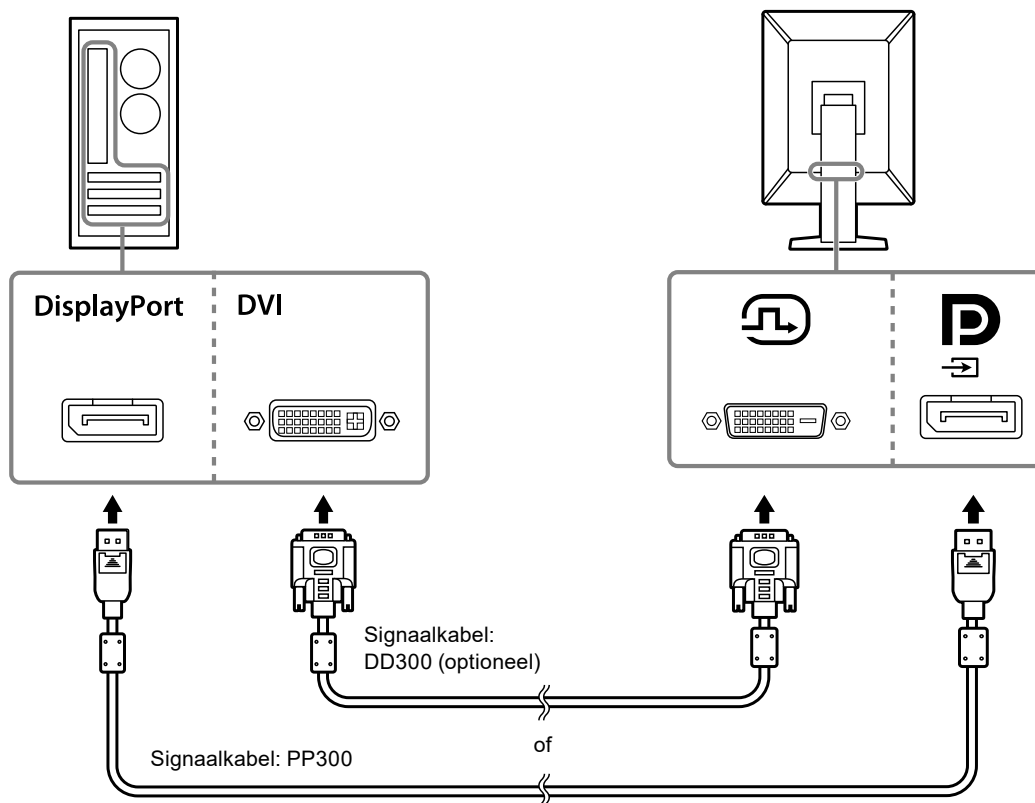 DisplayPort
DVI
Signaalkabel:
DD300 (optioneel)
of
Signaalkabel: PP300